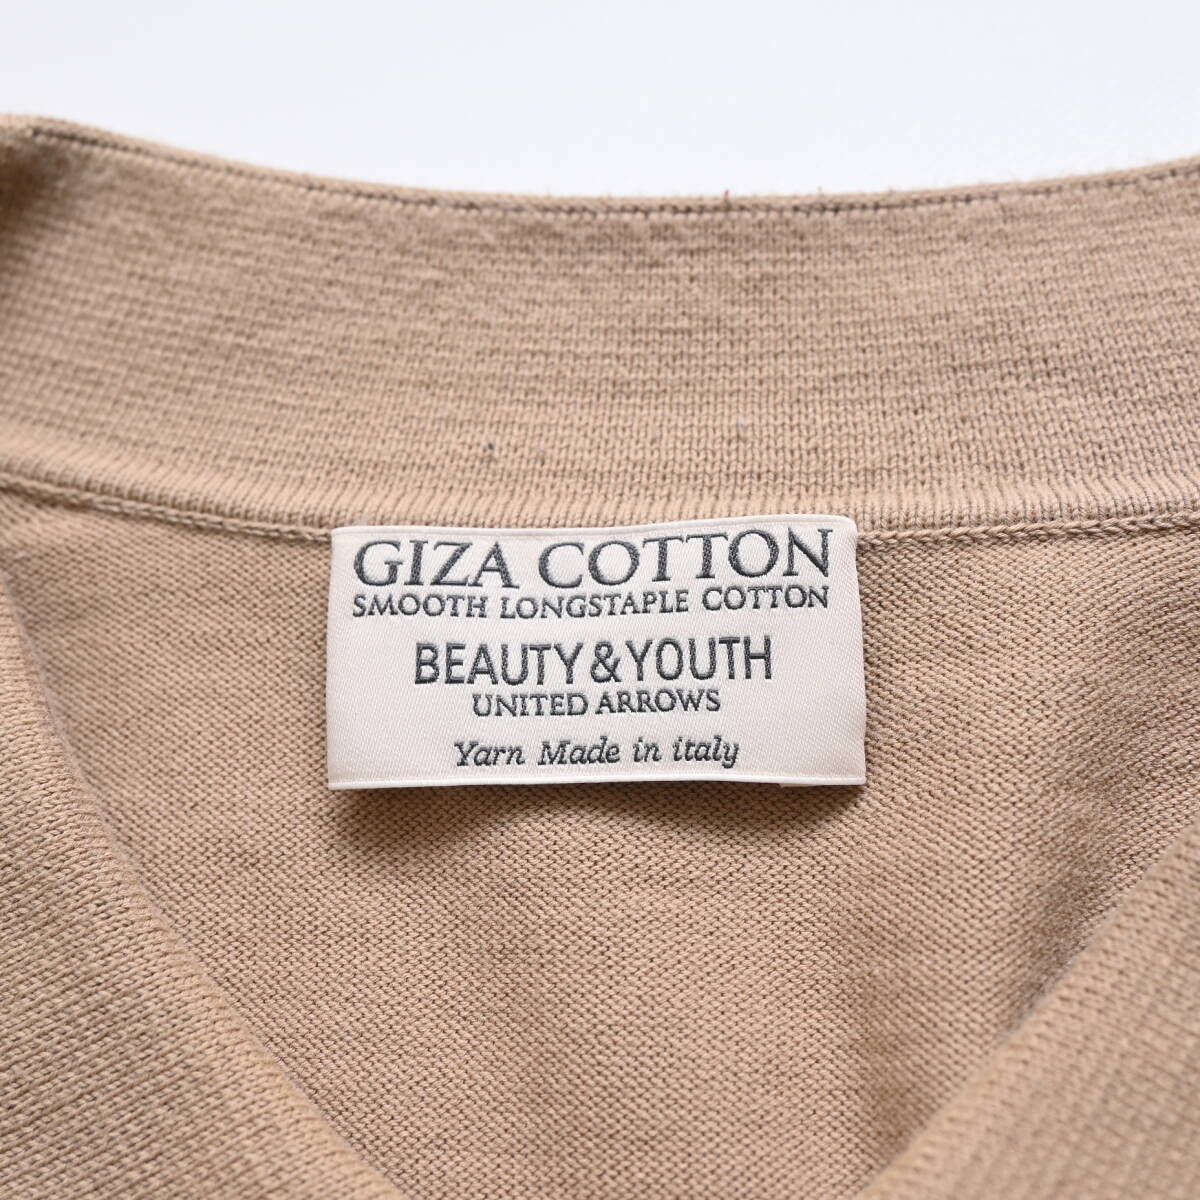 GIZA COTTON
SMOOTH LONGSTAPLE COTTON
BEAUTY&YOUTH
UNITED ARROWS
Yarn Made in italy